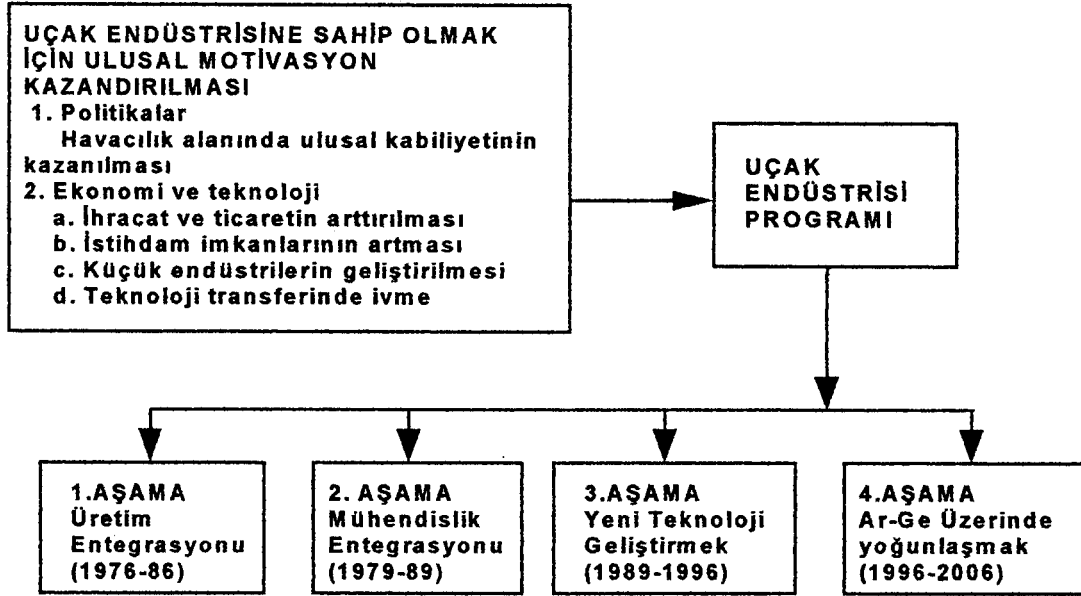 UÇAK ENDÜSTRİSİNE SAHİP OLMAK
İÇİN ULUSAL MOTİVASYON
KAZANDIRILMASI
1. Politikalar
Havacılık alanında ulusal kabiliyetinin
kazanılması
2. Ekonomi ve teknoloji
a. İhracat ve ticaretin arttırılması
b. İstihdam imkanlarının artması
c. Küçük endüstrilerin geliştirilmesi
d. Teknoloji transferinde ivme
UÇAK
ENDÜSTRİSİ
PROGRAMI
1.AŞAMA
Üretim
Entegrasyonu
(1976-86)
2. AŞAMA
Mühendislik
Entegrasyonu
(1979-89)
3.AŞAMA
Yeni Teknoloji
Geliştirmek
(1989-1996)
4.AŞAMA
Ar-Ge Üzerinde
yoğunlaşmak
(1996-2006)